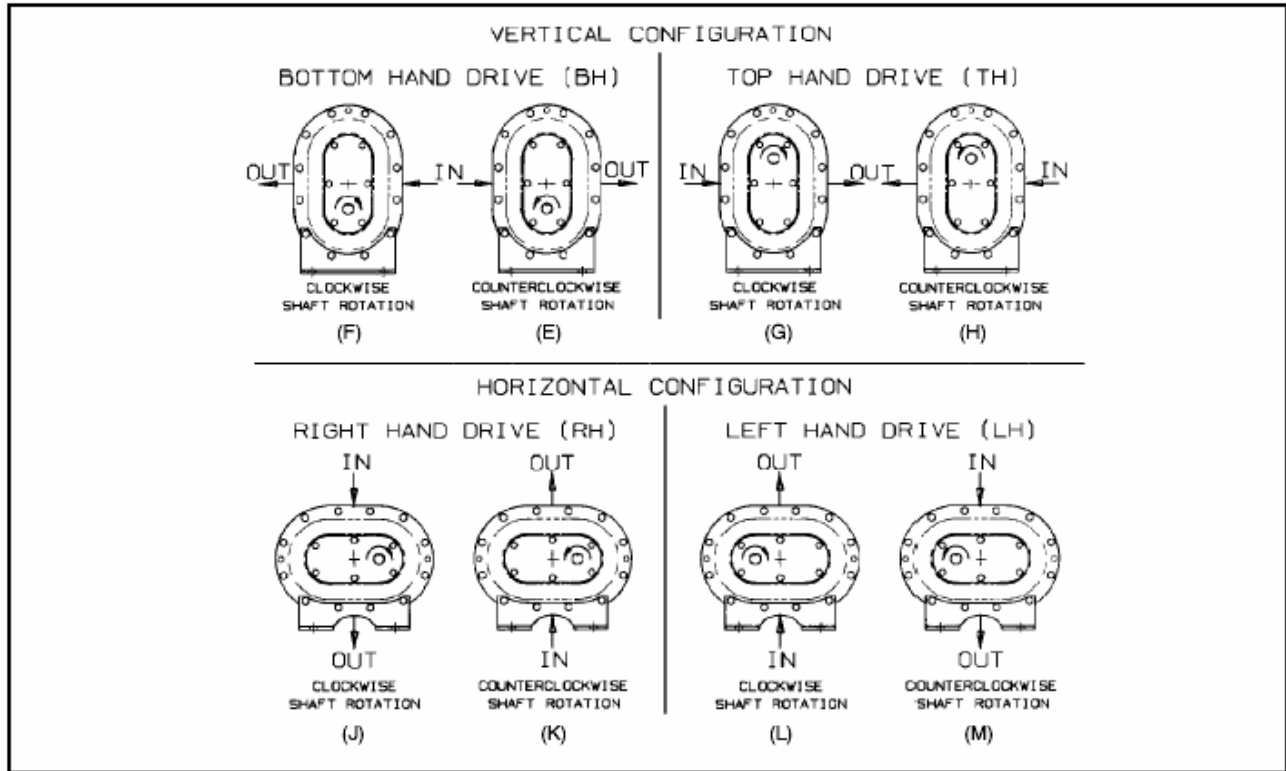 VERTICAL CONFIGURATION
BOTTOM HAND DRIVE (BH)
TOP HAND DRIVE (TH)
OUT
IN
OUT
IN
OUT
IN
CLOCKWISE
SHAFT ROTATION
(F)
COUNTERCLOCKWISE
SHAFT ROTATION
(E)
CLOCKWISE
SHAFT ROTATION
(G)
COUNTERCLOCKWISE
SHAFT ROTATION
(H)
HORIZONTAL CONFIGURATION
RIGHT HAND DRIVE (RH)
LEFT HAND DRIVE (LH)
IN
OUT
OUT
IN
OUT
IN
IN
OUT
CLOCKWISE
SHAFT ROTATION
(J)
COUNTERCLOCKWISE
SHAFT ROTATION
(K)
CLOCKWISE
SHAFT ROTATION
(L)
COUNTERCLOCKWISE
SHAFT ROTATION
(M)